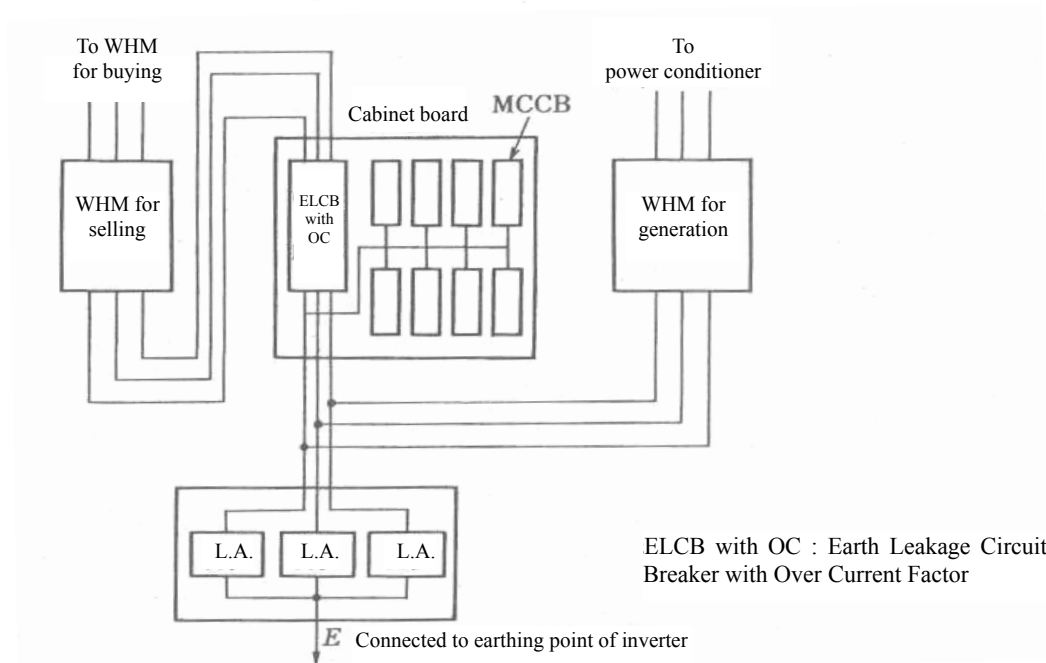 To WHM
for buying
To
power conditioner
Cabinet board
MCCB
WHM for
selling
ELCB
with
OC
WHM for
generation
L.A.
L.A.
L.A.
ELCB with OC : Earth Leakage Circuit
Breaker with Over Current Factor
E Connected to earthing point of inverter